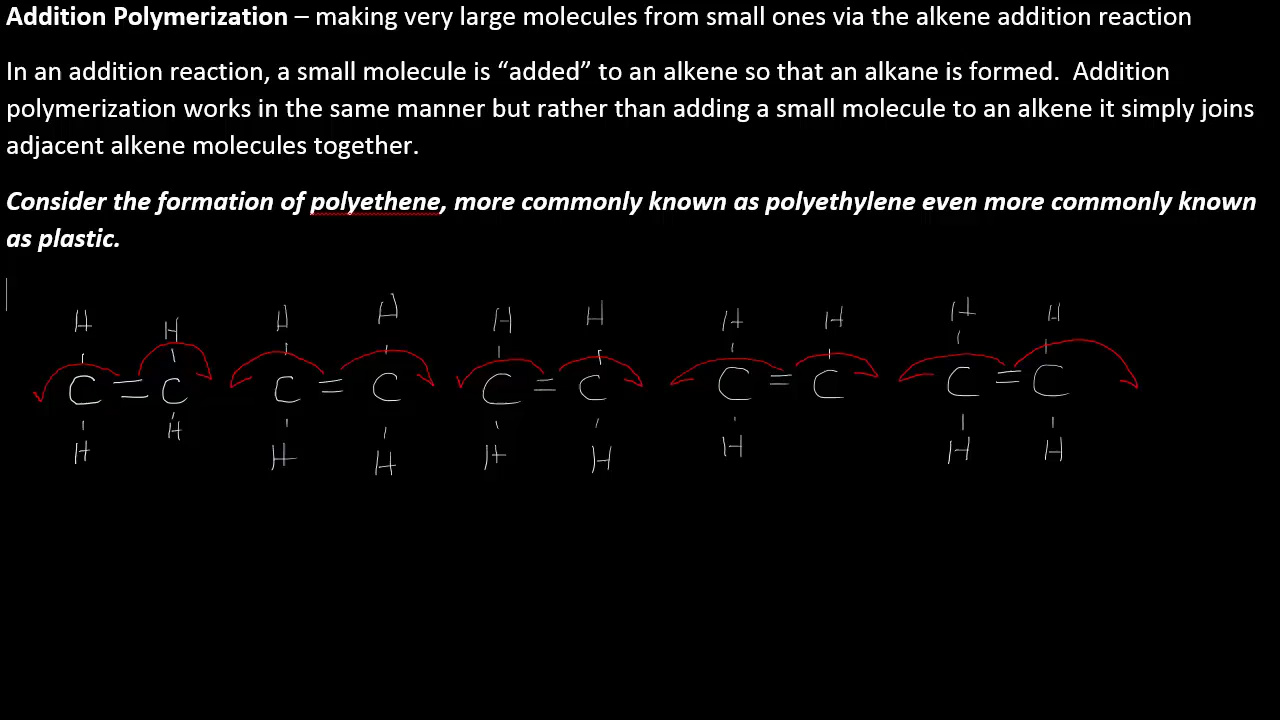 Addition Polymerization – making very large molecules from small ones via the alkene addition reaction
In an addition reaction, a small molecule is “added” to an alkene so that an alkane is formed.  Addition
polymerization works in the same manner but rather than adding a small molecule to an alkene it simply joins
adjacent alkene molecules together.
Consider the formation of polyethene, more commonly known as polyethylene even more commonly known
as plastic.
H H H H H H H H H H
C = C C = C C = C C = C C = C
H H H H H H H H H